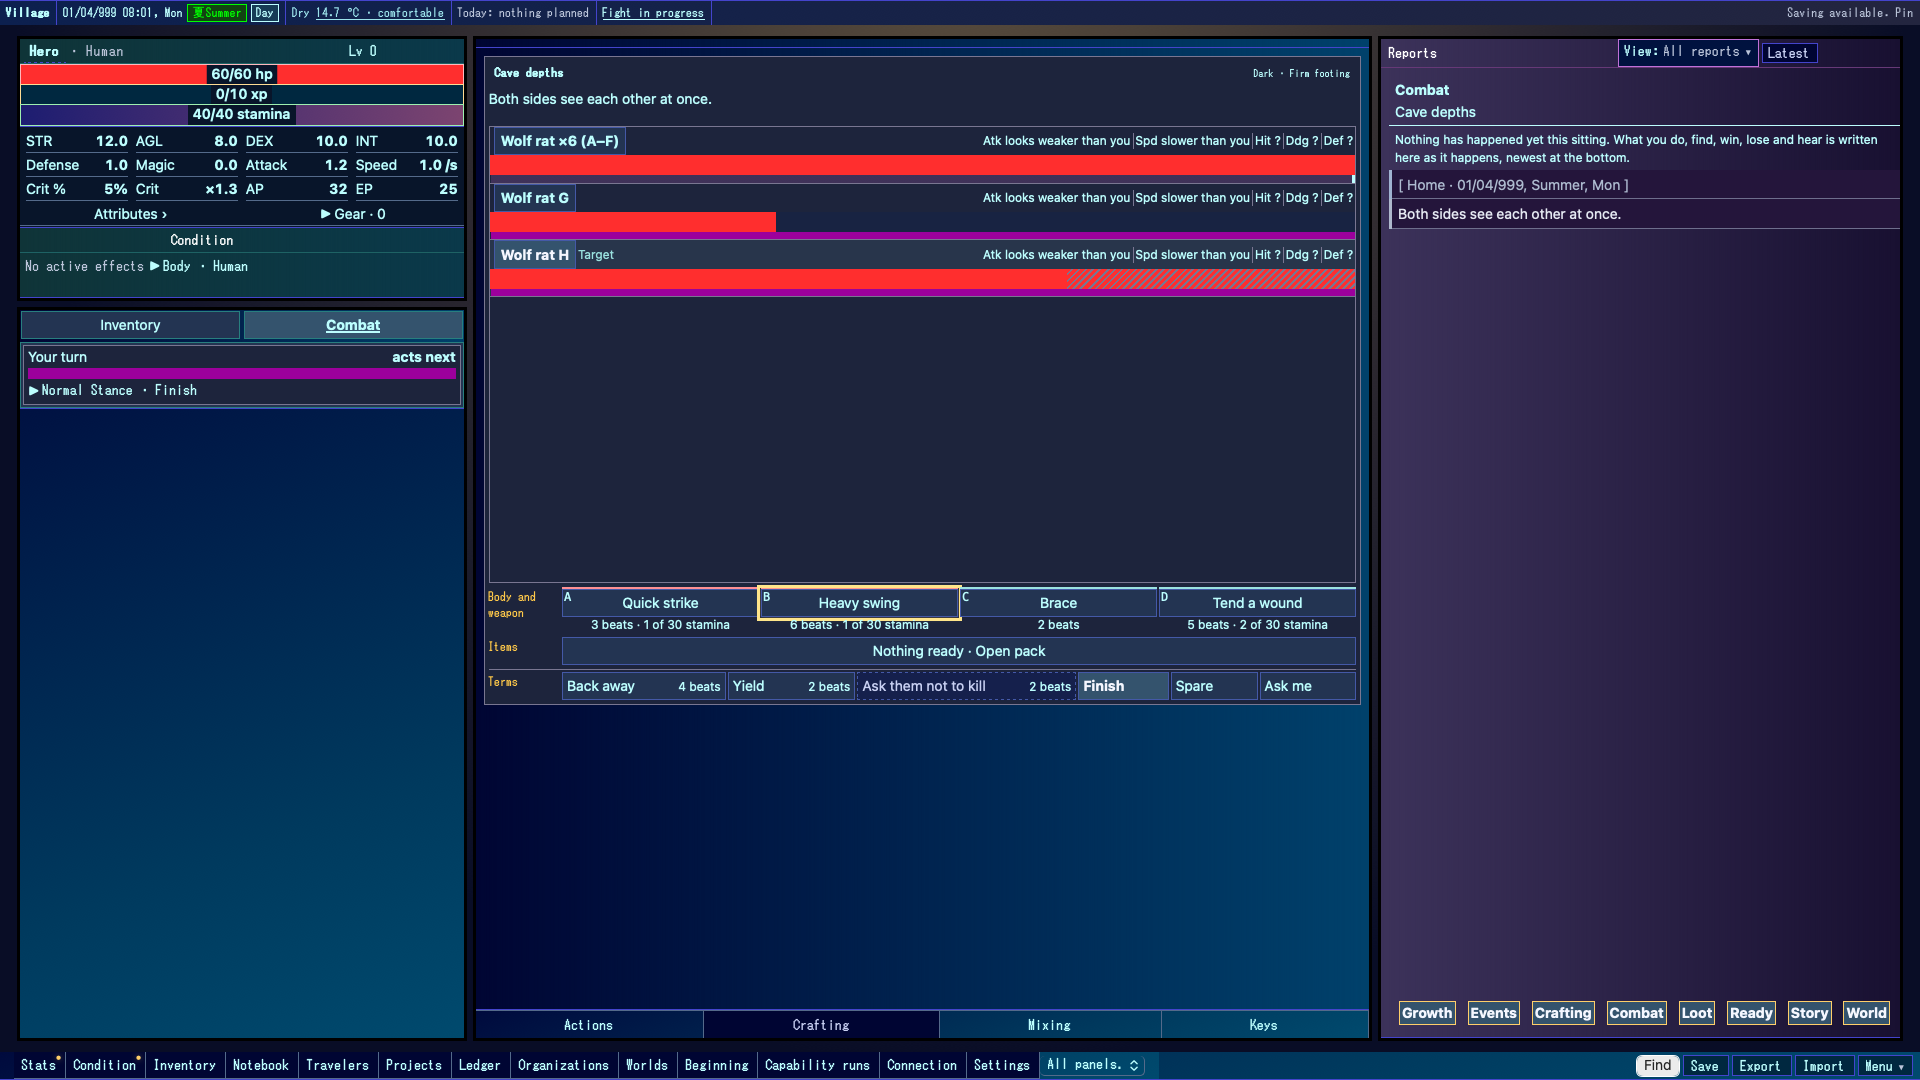 Village 01/04/999 08:01, Mon 夏Summer Day Dry 14.7 °C · comfortable Today: nothing planned Fight in progress Saving available. Pin
Hero · Human Lv 0
60/60 hp
0/10 xp
40/40 stamina
STR 12.0 AGL 8.0 DEX 10.0 INT 10.0
Defense 1.0 Magic 0.0 Attack 1.2 Speed 1.0 /s
Crit % 5% Crit ×1.3 AP 32 EP 25
Attributes › ▶ Gear · 0
Condition
No active effects ▶ Body · Human
Inventory Combat
Your turn acts next
▶ Normal Stance · Finish
Cave depths Dark · Firm footing
Both sides see each other at once.
Wolf rat ×6 (A–F) Atk looks weaker than you Spd slower than you Hit ? Ddg ? Def ?
Wolf rat G Atk looks weaker than you Spd slower than you Hit ? Ddg ? Def ?
Wolf rat H Target Atk looks weaker than you Spd slower than you Hit ? Ddg ? Def ?
Body and weapon
A Quick strike
3 beats · 1 of 30 stamina
B Heavy swing
6 beats · 1 of 30 stamina
C Brace
2 beats
D Tend a wound
5 beats · 2 of 30 stamina
Items Nothing ready · Open pack
Terms Back away 4 beats Yield 2 beats Ask them not to kill 2 beats Finish Spare Ask me
Actions Crafting Mixing Keys
Reports View: All reports ▾ Latest
Combat
Cave depths
Nothing has happened yet this sitting. What you do, find, win, lose and hear is written
here as it happens, newest at the bottom.
[ Home · 01/04/999, Summer, Mon ]
Both sides see each other at once.
Growth Events Crafting Combat Loot Ready Story World
Stats Condition Inventory Notebook Travelers Projects Ledger Organizations Worlds Beginning Capability runs Connection Settings All panels. Find Save Export Import Menu ▾